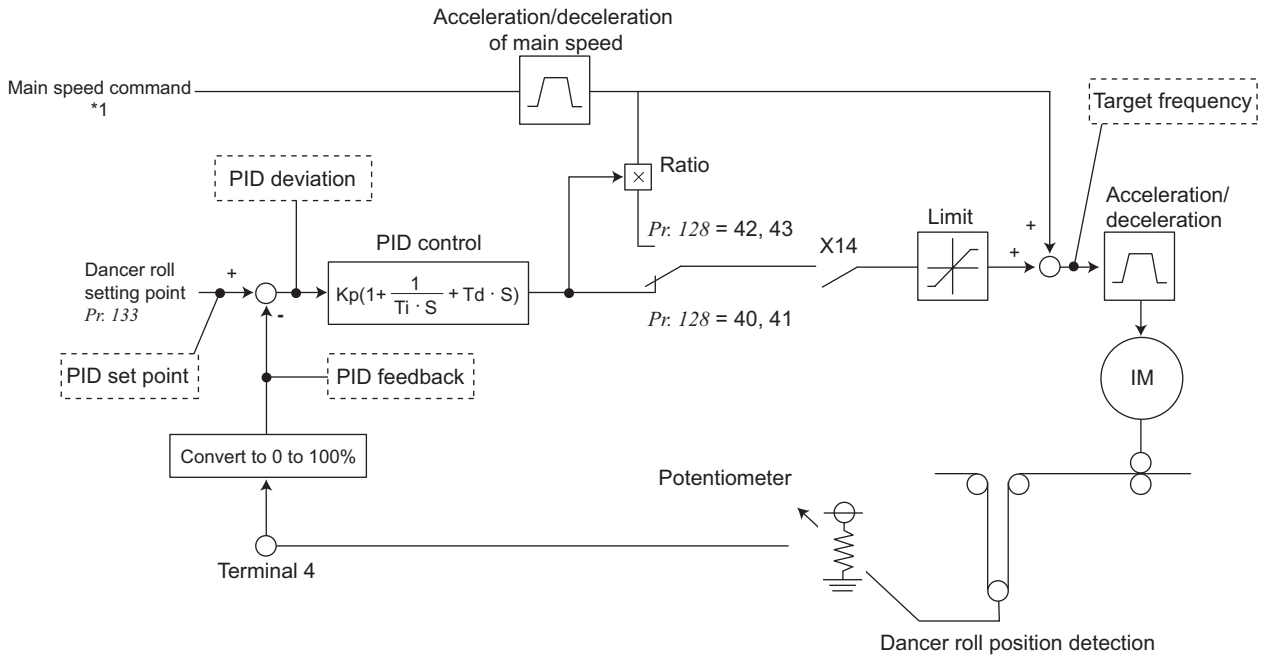 Acceleration/deceleration
of main speed
Main speed command
*1
Target frequency
PID deviation
Ratio
×
Acceleration/
deceleration
Pr. 128 = 42, 43
Limit
PID control
X14
+
+
Dancer roll
setting point
Pr. 133
+
-
Kp(1+ 1/Ti · S + Td · S)
Pr. 128 = 40, 41
PID set point
PID feedback
IM
Convert to 0 to 100%
Potentiometer
Terminal 4
Dancer roll position detection